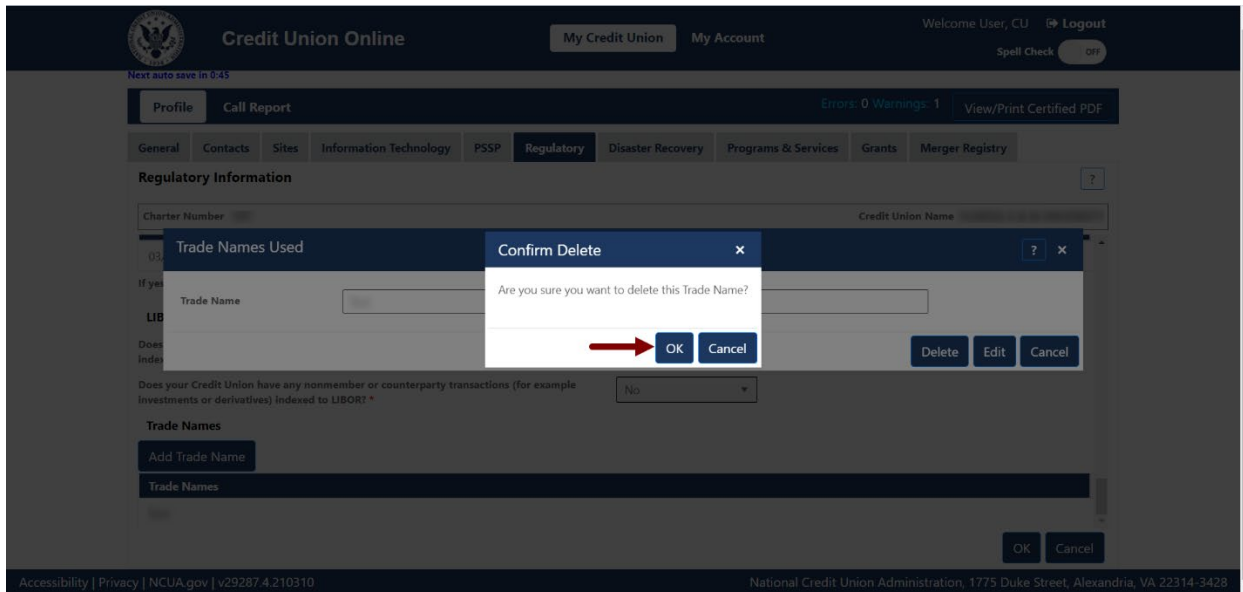 Credit Union Online
My Credit Union
My Account
Welcome User, CU
Logout
Spell Check
OFF
Next auto save in 0:45
Profile
Call Report
Errors: 0 Warnings: 1
View/Print Certified PDF
General
Contacts
Sites
Information Technology
PSSP
Regulatory
Disaster Recovery
Programs & Services
Grants
Merger Registry
Regulatory Information
?
Charter Number
Credit Union Name
Trade Names Used
? ×
Confirm Delete
×
Are you sure you want to delete this Trade Name?
OK
Cancel
03/
If yes
Trade Name
LIB
Does
index
Delete
Edit
Cancel
Does your Credit Union have any nonmember or counterparty transactions (for example
investments or derivatives) indexed to LIBOR? *
No
Trade Names
Add Trade Name
Trade Names
OK
Cancel
Accessibility | Privacy | NCUA.gov | v29287.4.210310
National Credit Union Administration, 1775 Duke Street, Alexandria, VA 22314-3428